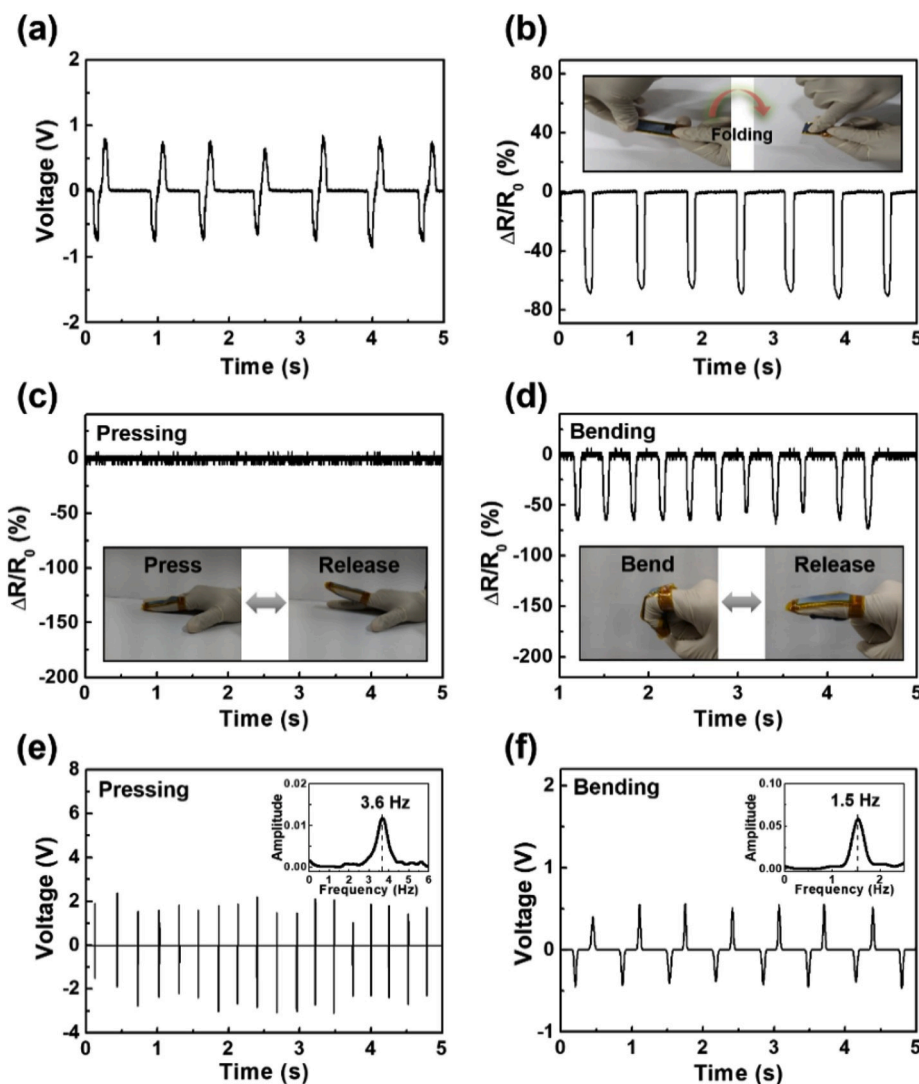 (a)
2
1
0
-1
-2
Voltage (V)
0 1 2 3 4 5
Time (s)
(b)
80
40
0
-40
-80
ΔR/R0 (%)
Folding
0 1 2 3 4 5
Time (s)
(c)
Pressing
0
-50
-100
-150
-200
ΔR/R0 (%)
Press
Release
0 1 2 3 4 5
Time (s)
(d)
Bending
0
-50
-100
-150
-200
ΔR/R0 (%)
Bend
Release
1 2 3 4 5
Time (s)
(e)
Pressing
8
6
4
2
0
-2
-4
Voltage (V)
0.02
0.01
0.00
Amplitude
3.6 Hz
0 1 2 3 4 5 6
Frequency (Hz)
0 1 2 3 4 5
Time (s)
(f)
Bending
2
1
0
-1
Voltage (V)
0.10
0.05
0.00
Amplitude
1.5 Hz
0 1 2
Frequency (Hz)
0 1 2 3 4 5
Time (s)